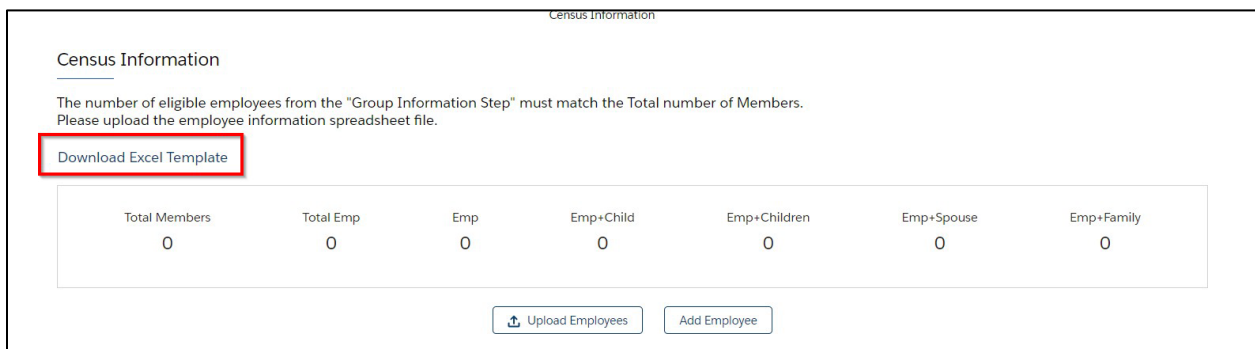 Census Information
Census Information
The number of eligible employees from the "Group Information Step" must match the Total number of Members.
Please upload the employee information spreadsheet file.
Download Excel Template
Total Members Total Emp Emp Emp+Child Emp+Children Emp+Spouse Emp+Family
0 0 0 0 0 0 0
Upload Employees Add Employee